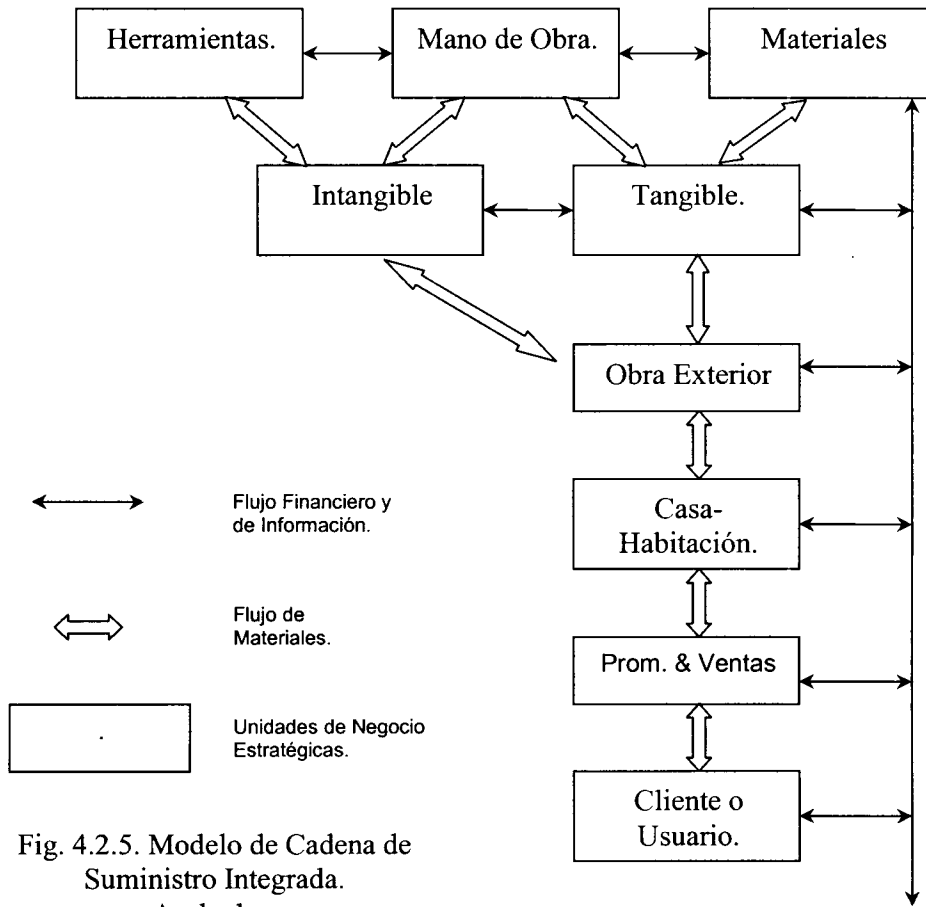 Herramientas.
Mano de Obra.
Materiales
Intangible
Tangible.
Obra Exterior
Casa-
Habitación.
Prom. & Ventas
Cliente o
Usuario.
Flujo Financiero y
de Información.
Flujo de
Materiales.
Unidades de Negocio
Estratégicas.
Fig. 4.2.5. Modelo de Cadena de
Suministro Integrada.